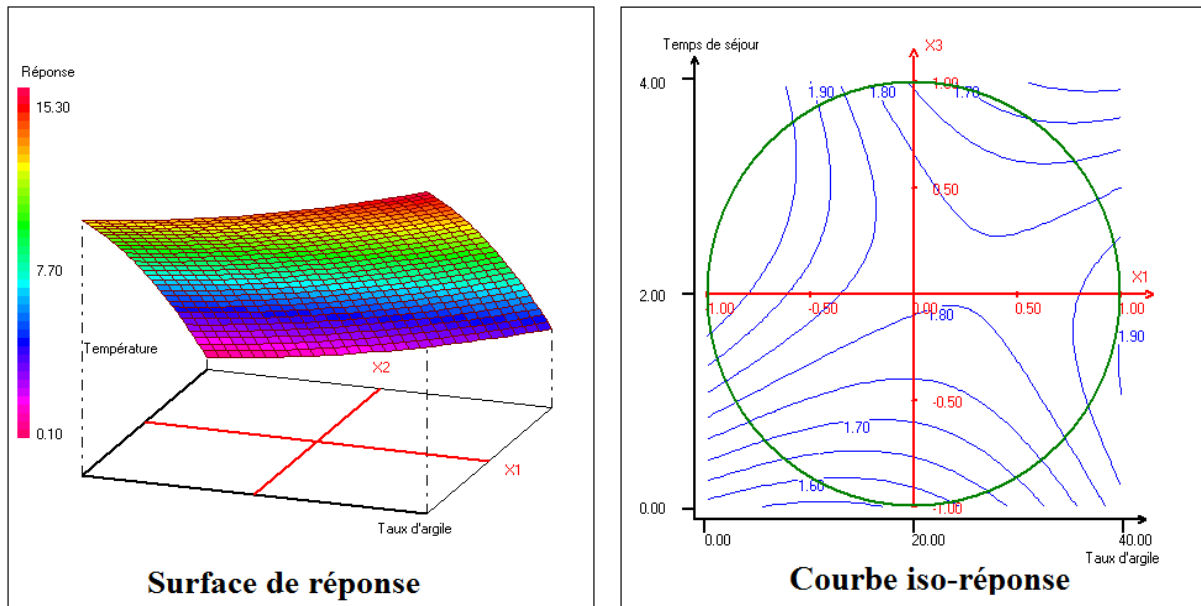 Réponse
15.30
7.70
0.10
Température
X2
X1
Taux d'argile
Surface de réponse
Temps de séjour
X3
4.00
1.00
1.90
1.80
1.70
0.50
X1
2.00
1.00
-0.50
0.00
0.50
1.00
1.80
1.90
-0.50
1.70
1.60
0.00
-1.00
0.00
20.00
40.00
Taux d'argile
Courbe iso-réponse